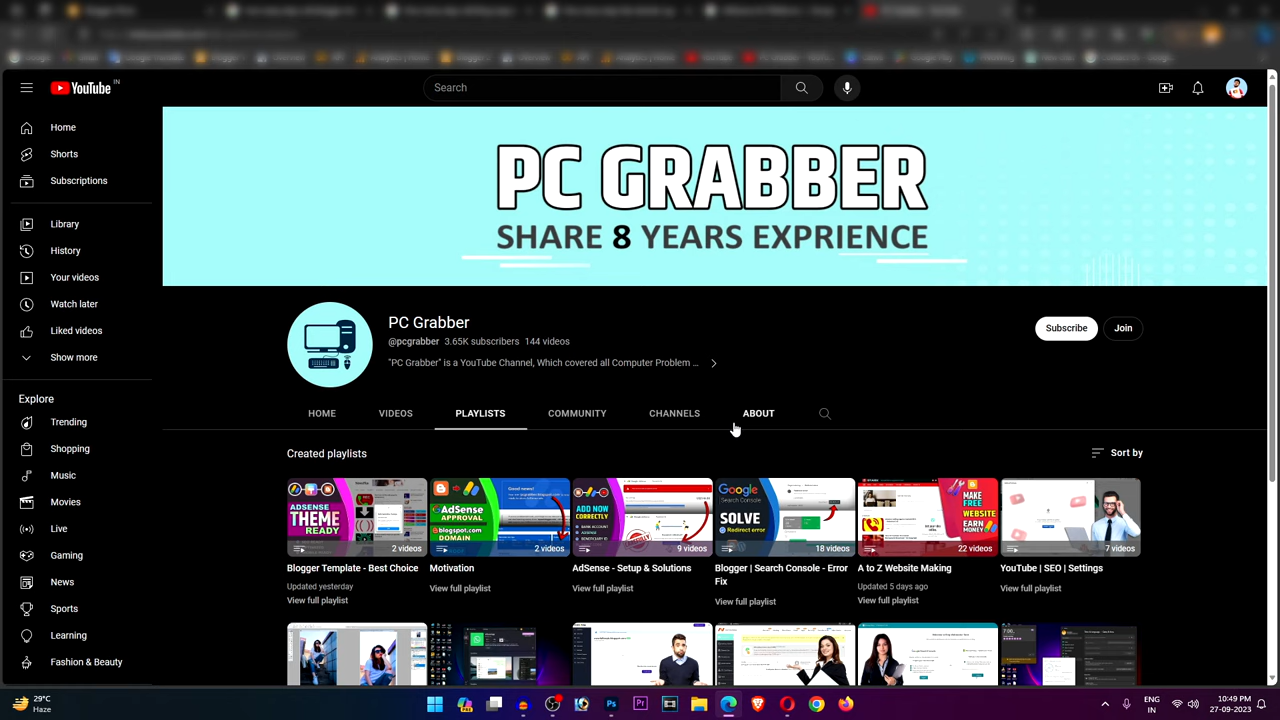 YouTube IN
Search
Home
Shorts
Subscriptions
Library
History
Your videos
Watch later
Liked videos
Show more
Explore
Trending
Shopping
Music
Movies
Live
Gaming
News
Sports
Learning
Fashion & Beauty
PC GRABBER
SHARE 8 YEARS EXPRIENCE
PC Grabber
@pcgrabber 3.65K subscribers 144 videos
"PC Grabber" is a YouTube Channel, Which covered all Computer Problem ...
Subscribe Join
HOME VIDEOS PLAYLISTS COMMUNITY CHANNELS ABOUT
Created playlists
Sort by
ADSENSE
THEME
READY
2 videos
Blogger Template - Best Choice
Updated yesterday
View full playlist
Good news!
AdSense
APPROVAL
blogspot.com
DOMAIN
2 videos
Motivation
View full playlist
ADD NOW
CORRECTLY
9 videos
AdSense - Setup & Solutions
View full playlist
Google
Search Console
SOLVE
Redirect error
18 videos
Blogger | Search Console - Error
Fix
View full playlist
MAKE
FREE
WEBSITE
EARN
MONEY
22 videos
A to Z Website Making
Updated 5 days ago
View full playlist
7 videos
YouTube | SEO | Settings
View full playlist
29°C
Haze
ENG
IN
10:49 PM
27-09-2023